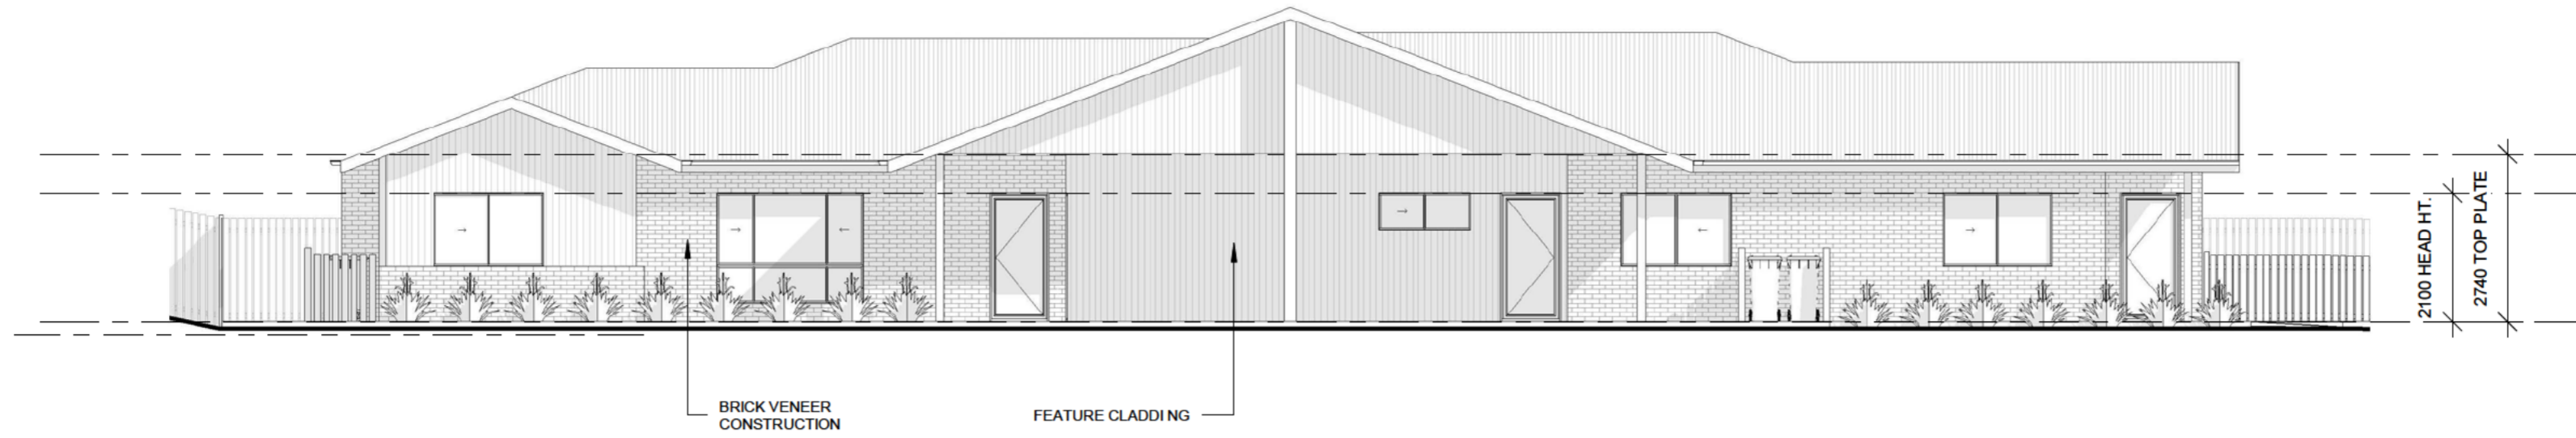 2100 HEAD HT.
2740 TOP PLATE
BRICK VENEER
CONSTRUCTION
FEATURE CLADDI NG